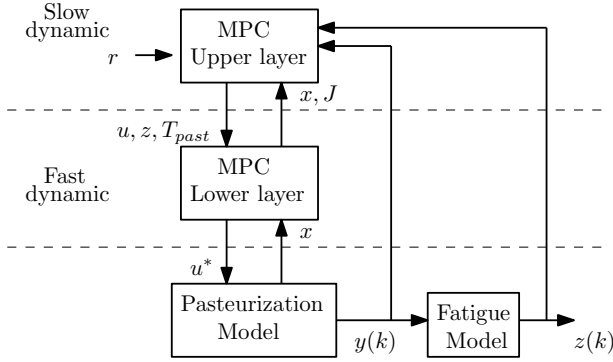 Slow
dynamic
r
MPC
Upper layer
x, J
u, z, T_past
Fast
dynamic
MPC
Lower layer
x
u*
Pasteurization
Model
y(k)
Fatigue
Model
z(k)